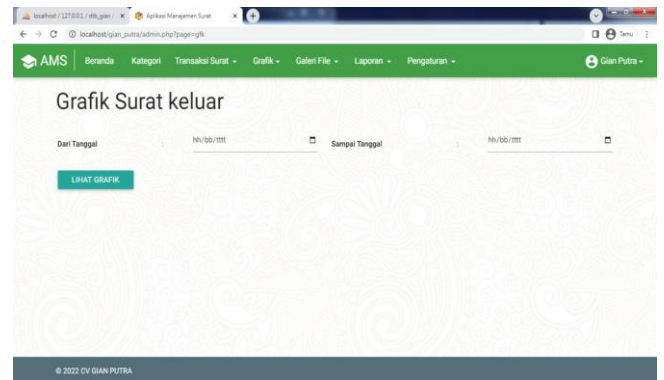 localhost / 127.0.0.1 / db_gian /
Aplikasi Manajemen Surat
localhost/gian_putra/admin.php?page=gfk
Tamu
AMS
Beranda Kategori Transaksi Surat Grafik Galeri File Laporan Pengaturan
Gian Putra
Grafik Surat keluar
Dari Tanggal : hh/bb/tttt Sampai Tanggal : hh/bb/tttt
LIHAT GRAFIK
© 2022 CV GIAN PUTRA